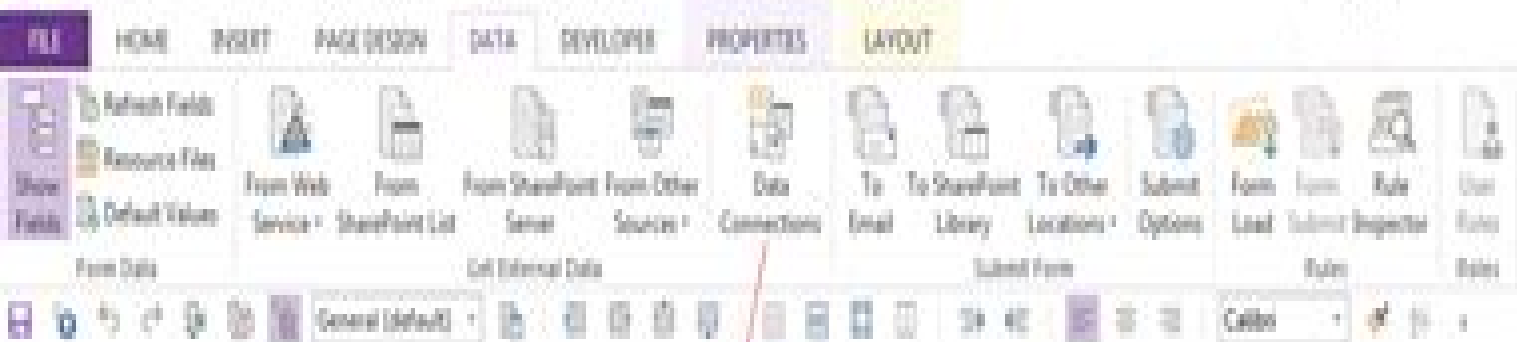 FILE HOME INSERT PAGE DESIGN DATA DEVELOPER PROPERTIES LAYOUT
Show Fields
Refresh Fields
Resource Files
Default Values
From Web Service
From SharePoint List
From SharePoint Server
From Other Sources
Data Connections
To Email
To SharePoint Library
To Other Locations
Submit Options
Form Load
Form Submit
Rule Inspector
User Roles
Form Data
Get External Data
Submit Form
Rules
Roles
General (default)
Calibri